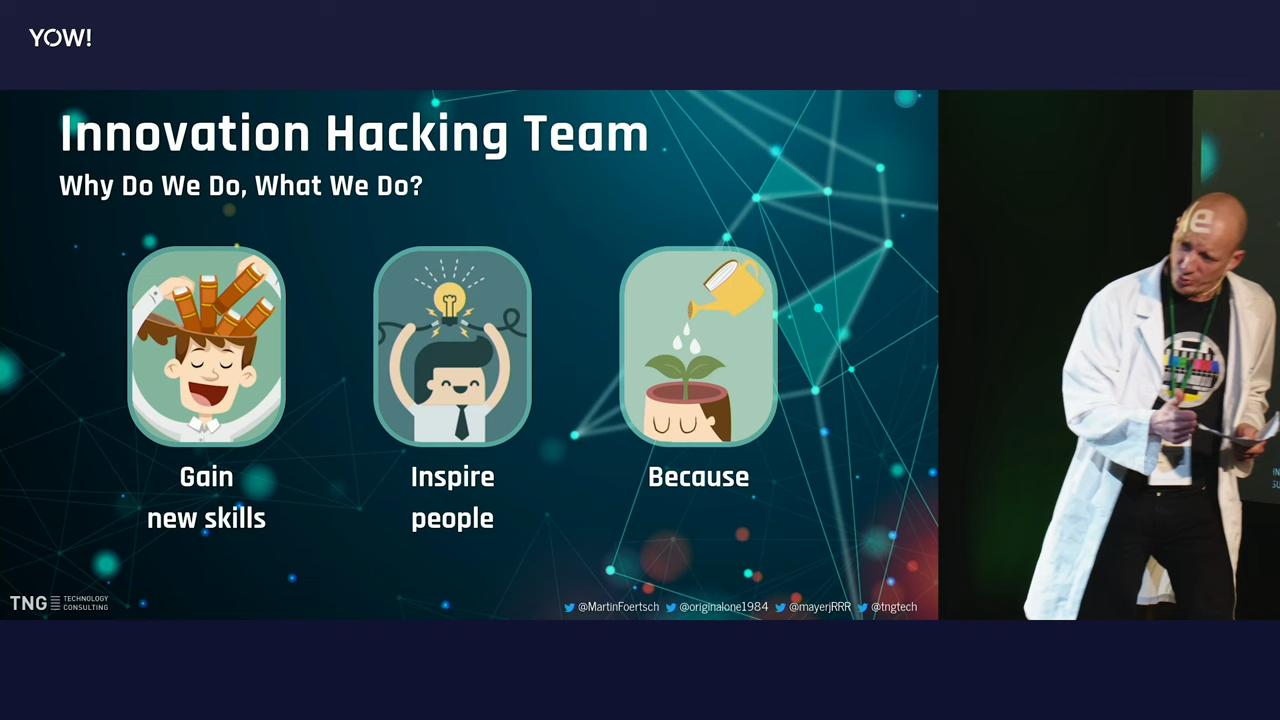 YOW!
Innovation Hacking Team
Why Do We Do, What We Do?
Gain
new skills
Inspire
people
Because
TNG TECHNOLOGY
CONSULTING
@MartinFoertsch @originalone1984 @mayerjRRR @tngtech